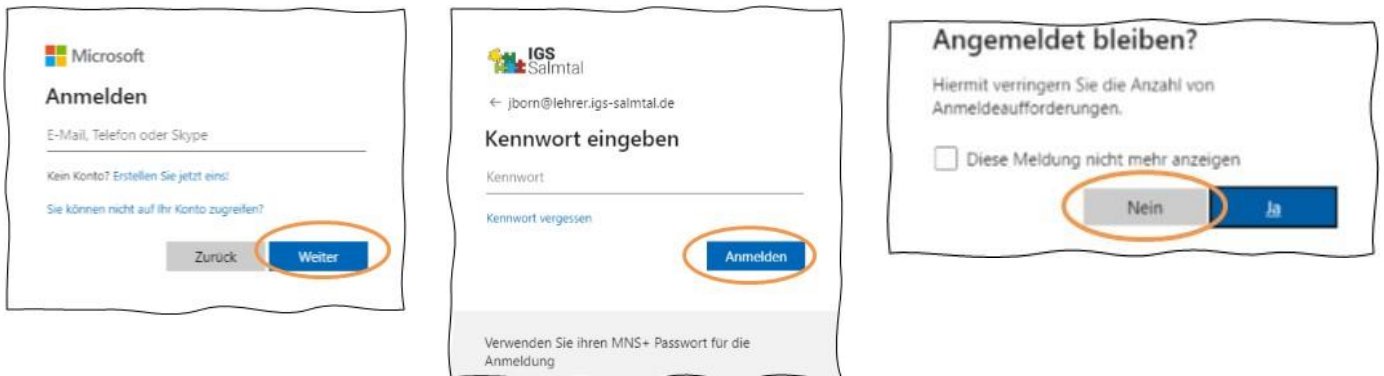 Microsoft
Anmelden
E-Mail, Telefon oder Skype
Kein Konto? Erstellen Sie jetzt eins!
Sie können nicht auf Ihr Konto zugreifen?
Zurück
Weiter
IGS
Salmtal
← jborn@lehrer.igs-salmtal.de
Kennwort eingeben
Kennwort
Kennwort vergessen
Anmelden
Verwenden Sie ihren MNS+ Passwort für die
Anmeldung
Angemeldet bleiben?
Hiermit verringern Sie die Anzahl von
Anmeldeaufforderungen.
Diese Meldung nicht mehr anzeigen
Nein
Ja